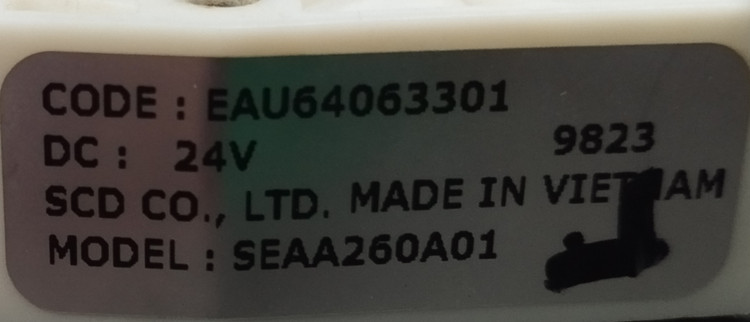 CODE : EAU64063301
DC : 24V 9823
SCD CO., LTD. MADE IN VIETNAM
MODEL : SEAA260A01